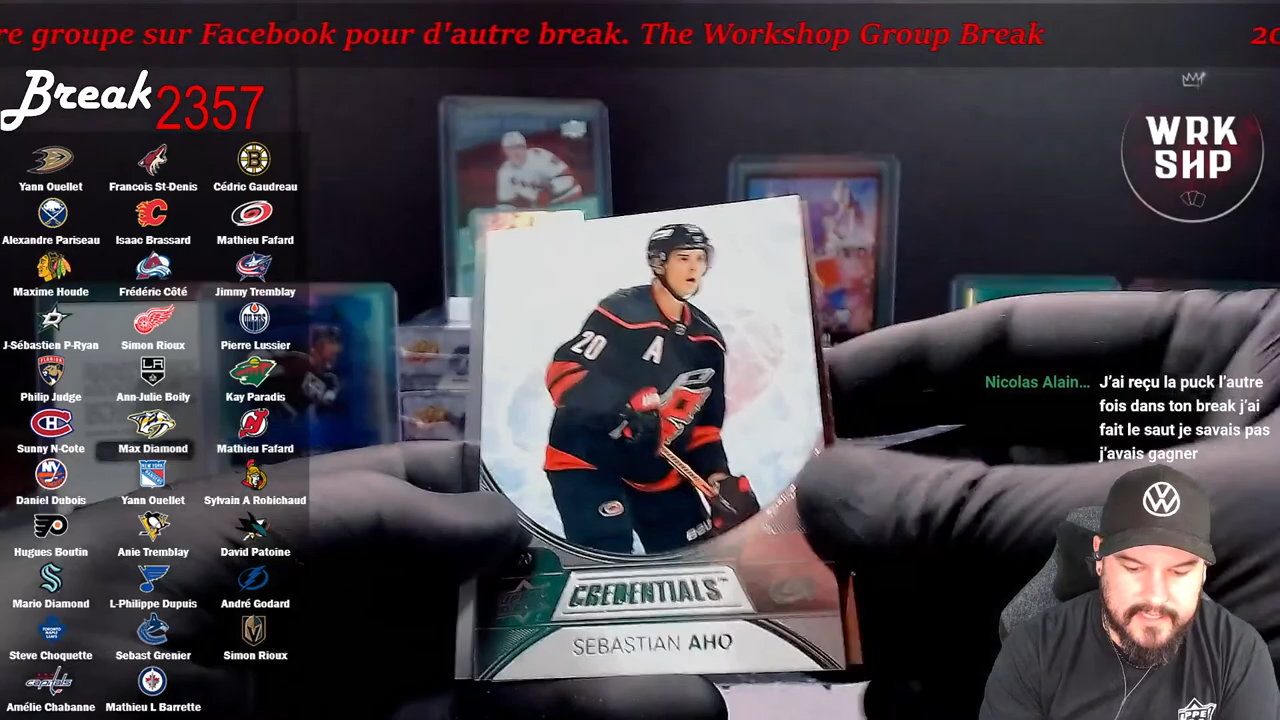 re groupe sur Facebook pour d'autre break. The Workshop Group Break 20
Break 2357
WRK
SHP
Yann Ouellet Francois St-Denis Cédric Gaudreau
Alexandre Pariseau Isaac Brassard Mathieu Fafard
Maxime Houde Frédéric Côté Jimmy Tremblay
J-Sébastien P-Ryan Simon Rioux Pierre Lussier
Philip Judge Ann-Julie Boily Kay Paradis
Sunny N-Cote Max Diamond Mathieu Fafard
Daniel Dubois Yann Ouellet Sylvain A Robichaud
Hugues Boutin Anie Tremblay David Patoine
Mario Diamond L-Philippe Dupuis André Godard
Steve Choquette Sebast Grenier Simon Rioux
Amélie Chabanne Mathieu L Barrette
20 A
CREDENTIALS
SEBASTIAN AHO
Nicolas Alain… J'ai reçu la puck l'autre
fois dans ton break j'ai
fait le saut je savais pas
j'avais gagner